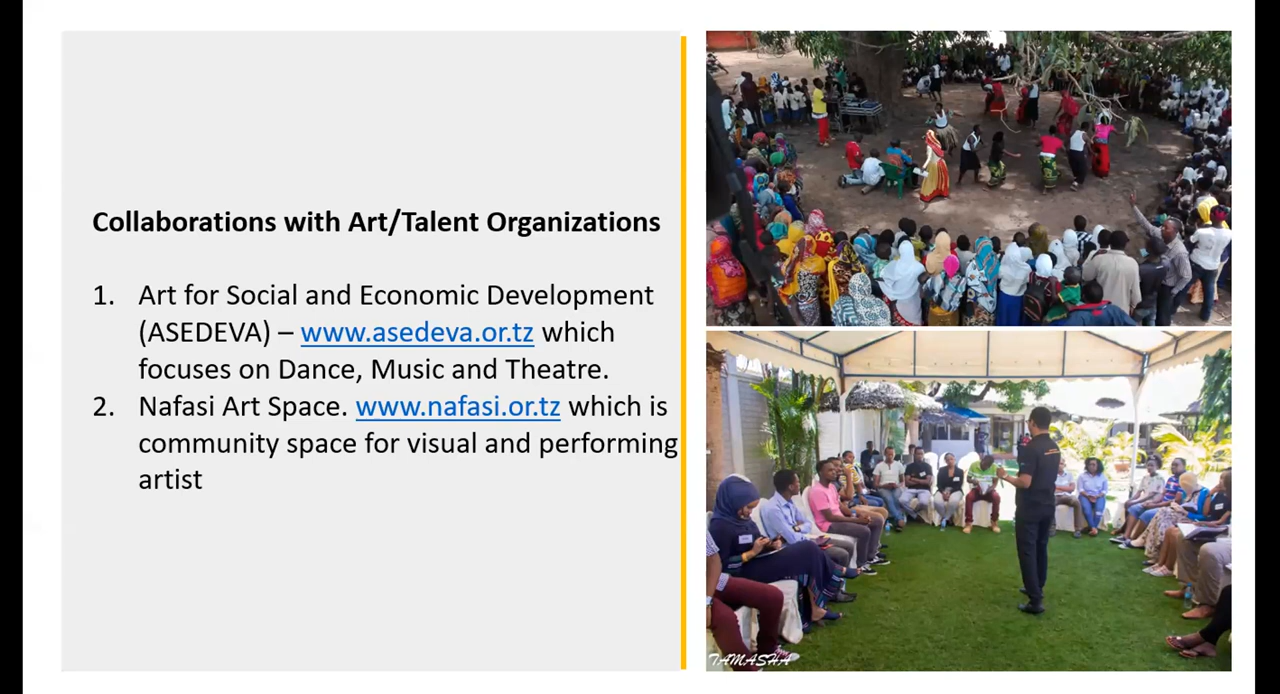 Collaborations with Art/Talent Organizations
1. Art for Social and Economic Development
(ASEDEVA) – www.asedeva.or.tz which
focuses on Dance, Music and Theatre.
2. Nafasi Art Space. www.nafasi.or.tz which is
community space for visual and performing
artist
TAMASHA